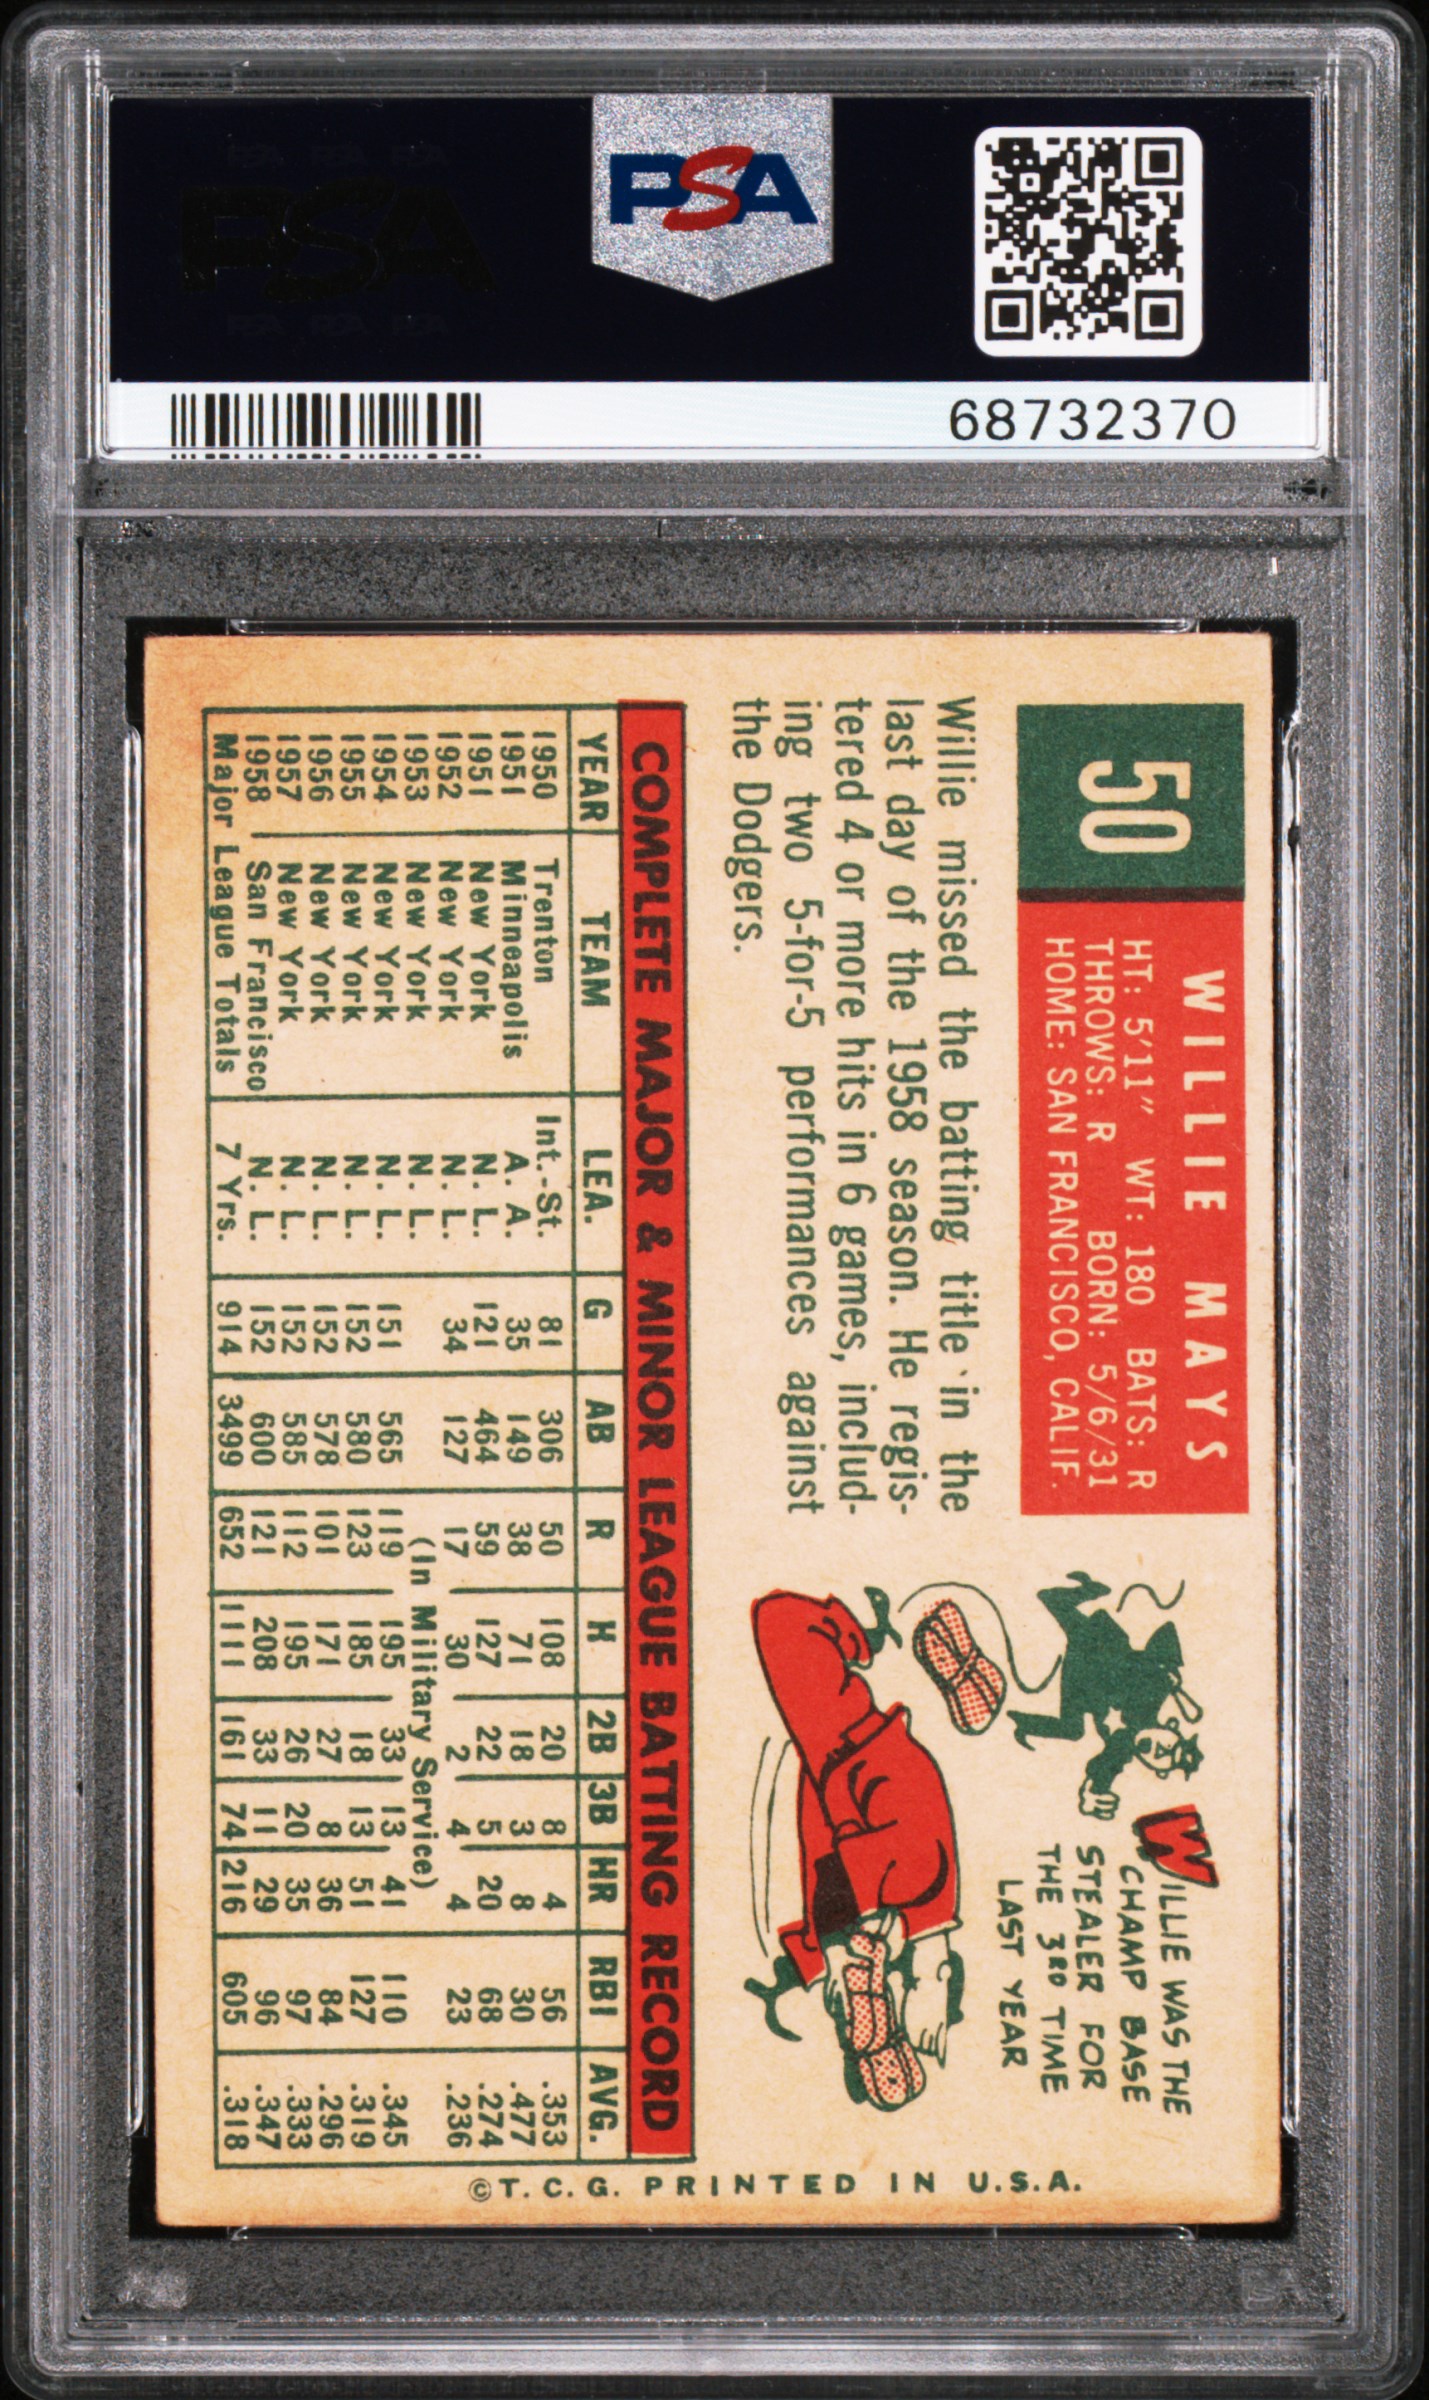 PSA
68732370
50
WILLIE MAYS
HT: 5'11" WT: 180 BATS: R
THROWS: R BORN: 5/6/31
HOME: SAN FRANCISCO, CALIF.
Willie missed the batting title in the
last day of the 1958 season. He regis-
tered 4 or more hits in 6 games, includ-
ing two 5-for-5 performances against
the Dodgers.
WILLIE WAS THE
CHAMP BASE
STEALER FOR
THE 3RD TIME
LAST YEAR
COMPLETE MAJOR & MINOR LEAGUE BATTING RECORD
YEAR TEAM LEA. G AB R H 2B 3B HR RBI AVG.
1950 Trenton Int.-St. 81 306 50 108 20 8 4 56 .353
1951 Minneapolis A. A. 35 149 38 71 18 3 8 30 .477
1951 New York N. L. 121 464 59 127 22 5 20 68 .274
1952 New York N. L. 34 127 17 30 2 4 4 23 .236
1953 New York N. L. (In Military Service)
1954 New York N. L. 151 565 119 195 33 13 41 110 .345
1955 New York N. L. 152 580 123 185 18 13 51 127 .319
1956 New York N. L. 152 578 101 171 27 8 36 84 .296
1957 New York N. L. 152 585 112 195 26 20 35 97 .333
1958 San Francisco N. L. 152 600 121 208 33 11 29 96 .347
Major League Totals 7 Yrs. 914 3499 652 1111 161 74 216 605 .318
©T. C. G. PRINTED IN U.S.A.